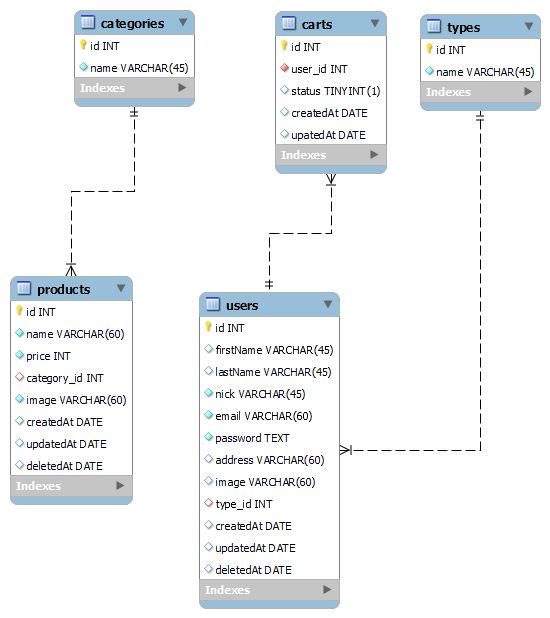 categories
id INT
name VARCHAR(45)
Indexes
carts
id INT
user_id INT
status TINYINT(1)
createdAt DATE
upatedAt DATE
Indexes
types
id INT
name VARCHAR(45)
Indexes
products
id INT
name VARCHAR(60)
price INT
category_id INT
image VARCHAR(60)
createdAt DATE
updatedAt DATE
deletedAt DATE
Indexes
users
id INT
firstName VARCHAR(45)
lastName VARCHAR(45)
nick VARCHAR(45)
email VARCHAR(60)
password TEXT
address VARCHAR(60)
image VARCHAR(60)
type_id INT
createdAt DATE
updatedAt DATE
deletedAt DATE
Indexes